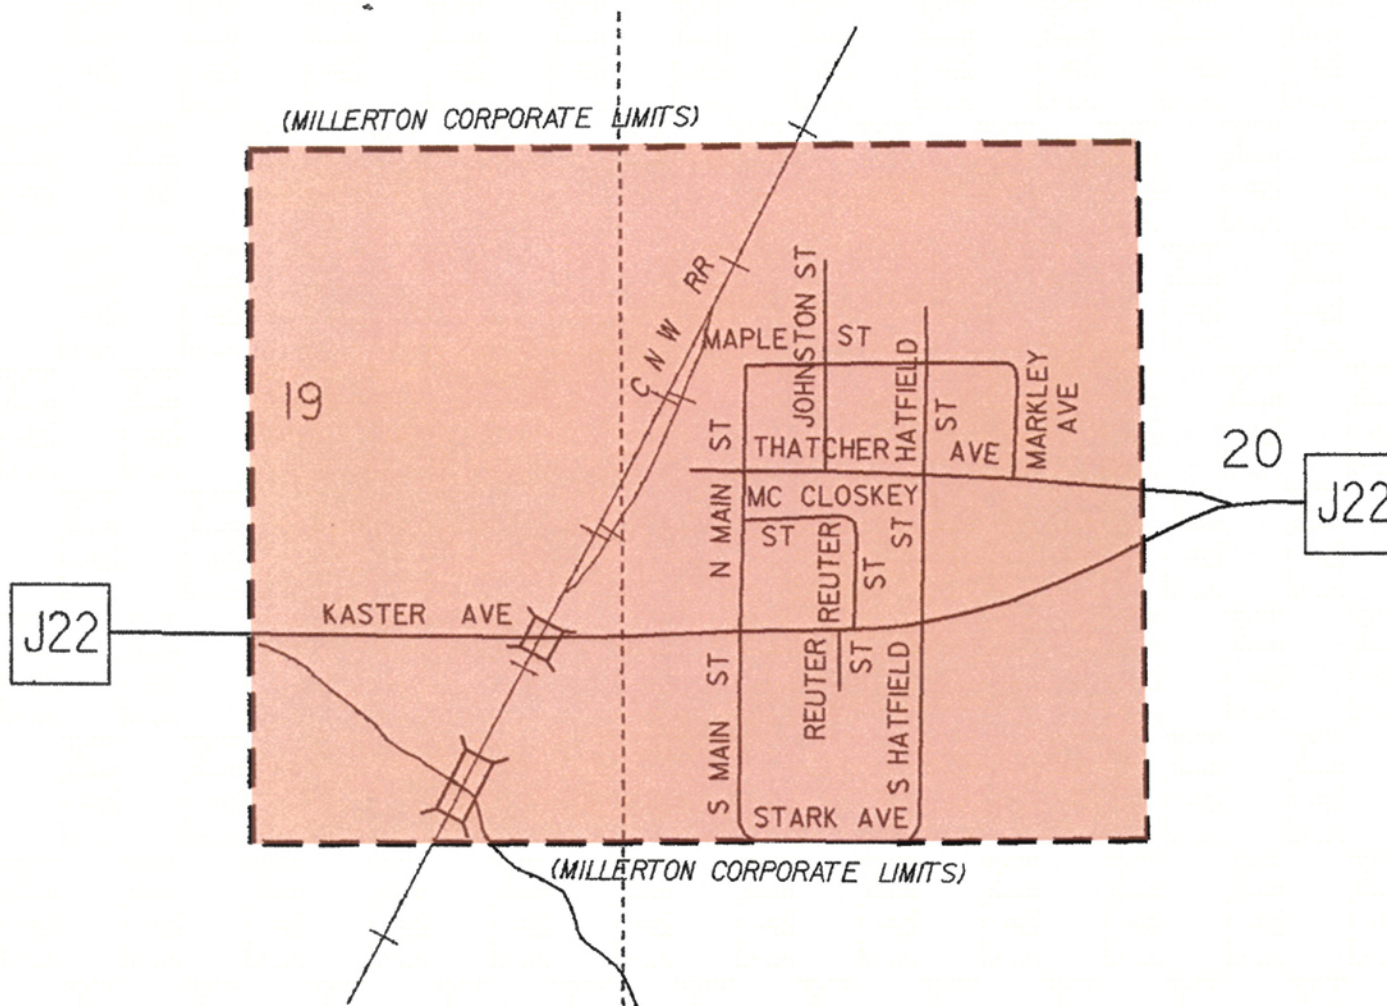 (MILLERTON CORPORATE LIMITS)
C N W RR
JOHNSTON ST
MAPLE ST
HATFIELD ST
MARKLEY AVE
19
N MAIN ST
THATCHER AVE
20
J22
MC CLOSKEY ST
REUTER ST
ST
KASTER AVE
J22
S MAIN ST
REUTER ST
S HATFIELD
STARK AVE
(MILLERTON CORPORATE LIMITS)